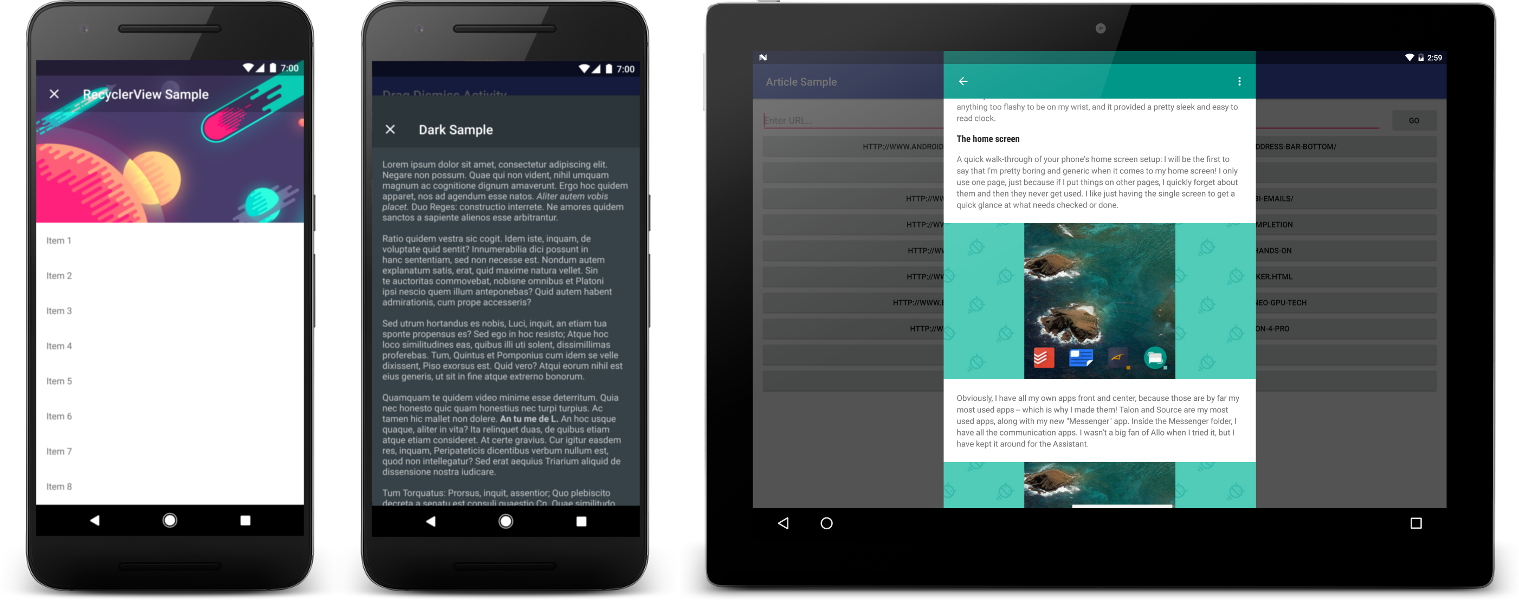 7:00
RecyclerView Sample
Item 1
Item 2
Item 3
Item 4
Item 5
Item 6
Item 7
Item 8
7:00
Drag Dismiss Activity
Dark Sample
Lorem ipsum dolor sit amet, consectetur adipiscing elit.
Negare non possum. Quae qui non vident, nihil umquam
magnum ac cognitione dignum amaverunt. Ergo hoc quidem
apparet, nos ad agendum esse natos. Aliter autem vobis
placet. Duo Reges: constructio interrete. Ne amores quidem
sanctos a sapiente alienos esse arbitrantur.
Ratio quidem vestra sic cogit. Idem iste, inquam, de
voluptate quid sentit? Innumerabilia dici possunt in
hanc sententiam, sed non necesse est. Nondum autem
explanatum satis, erat, quid maxime natura vellet. Sin
te auctoritas commovebat, nobisne omnibus et Platoni
ipsi nescio quem illum anteponebas? Quid autem habent
admirationis, cum prope accesseris?
Sed utrum hortandus es nobis, Luci, inquit, an etiam tua
sponte propensus es? Sed ego in hoc resisto; Atque hoc
loco similitudines eas, quibus illi uti solent, dissimillimas
proferebas. Tum, Quintus et Pomponius cum idem se velle
dixissent, Piso exorsus est. Quid vero? Atqui eorum nihil est
eius generis, ut sit in fine atque extrerno bonorum.
Quamquam te quidem video minime esse deterritum. Quia
nec honesto quic quam honestius nec turpi turpius. Ac
tamen hic mallet non dolere. An tu me de L. An hoc usque
quaque, aliter in vita? Ita relinquet duas, de quibus etiam
atque etiam consideret. At certe gravius. Cur igitur easdem
res, inquam, Peripateticis dicentibus verbum nullum est,
quod non intellegatur? Sed erat aequius Triarium aliquid de
dissensione nostra iudicare.
Tum Torquatus: Prorsus, inquit, assentior; Quo plebiscito
decreta a senatu est consuli quaestio Cn. Quae similitudo
2:59
Article Sample
Enter URL...
GO
HTTP://WWW.ANDROID
DDRESS-BAR-BOTTOM/
HTTP://WW
BI-EMAILS/
HTTP://WW
MPLETION
HTTP://WW
HANDS-ON
HTTP://WW
KER.HTML
HTTP://WWW.
NEO-GPU-TECH
HTTP://W
ON-4-PRO
anything too flashy to be on my wrist, and it provided a pretty sleek and easy to
read clock.
The home screen
A quick walk-through of your phone's home screen setup: I will be the first to
say that I'm pretty boring and generic when it comes to my home screen! I only
use one page, just because if I put things on other pages, I quickly forget about
them and then they never get used. I like just having the single screen to get a
quick glance at what needs checked or done.
Obviously, I have all my own apps front and center, because those are by far my
most used apps – which is why I made them! Talon and Source are my most
used apps, along with my new "Messenger" app. Inside the Messenger folder, I
have all the communication apps. I wasn't a big fan of Allo when I tried it, but I
have kept it around for the Assistant.